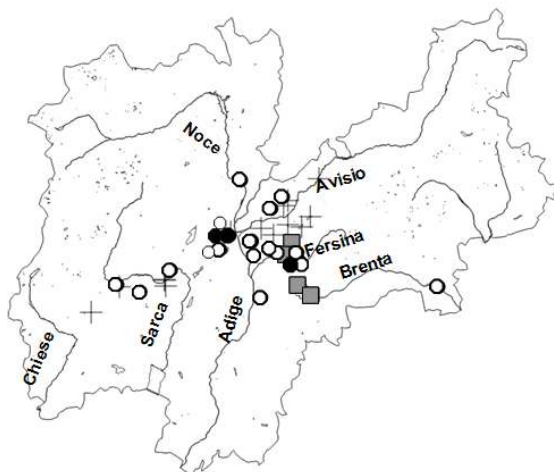 Noce
Avisio
Fersina
Brenta
Adige
Sarca
Chiese